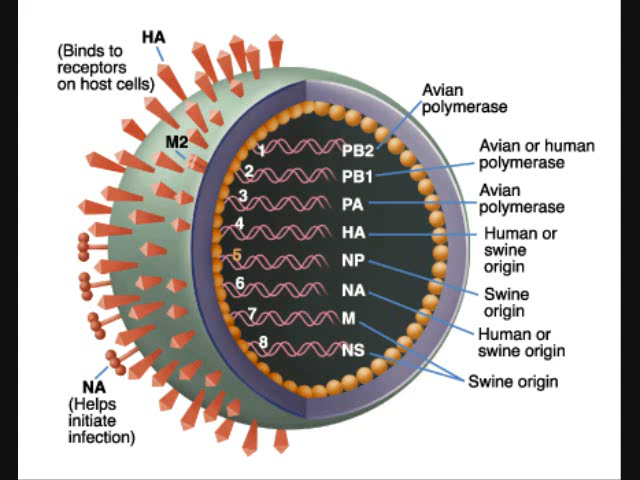 HA
(Binds to
receptors
on host cells)
M2
NA
(Helps
initiate
infection)
1 PB2
2 PB1
3 PA
4 HA
5 NP
6 NA
7 M
8 NS
Avian
polymerase
Avian or human
polymerase
Avian
polymerase
Human or
swine
origin
Swine
origin
Human or
swine origin
Swine origin